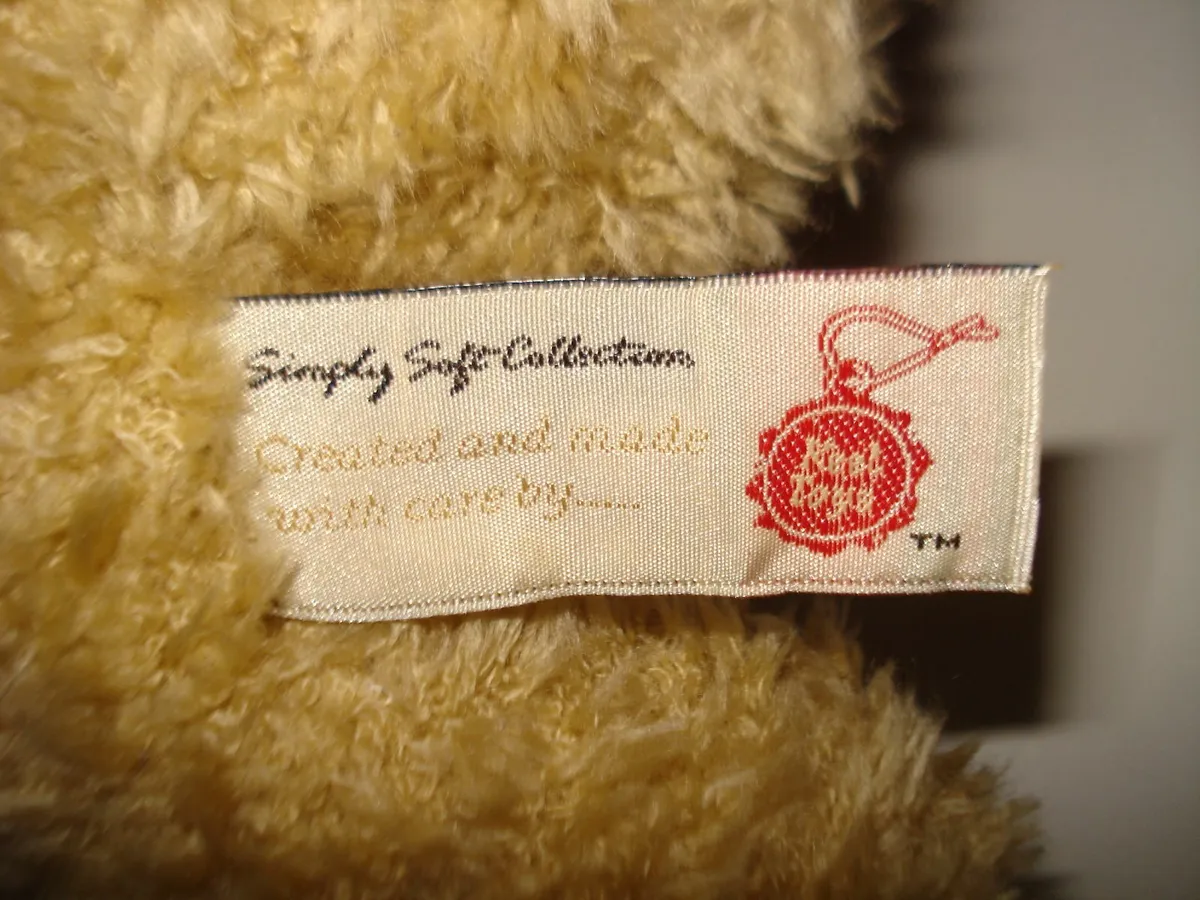 Simply Soft Collection
Created and made
with care by.....
Keel
Toys
TM